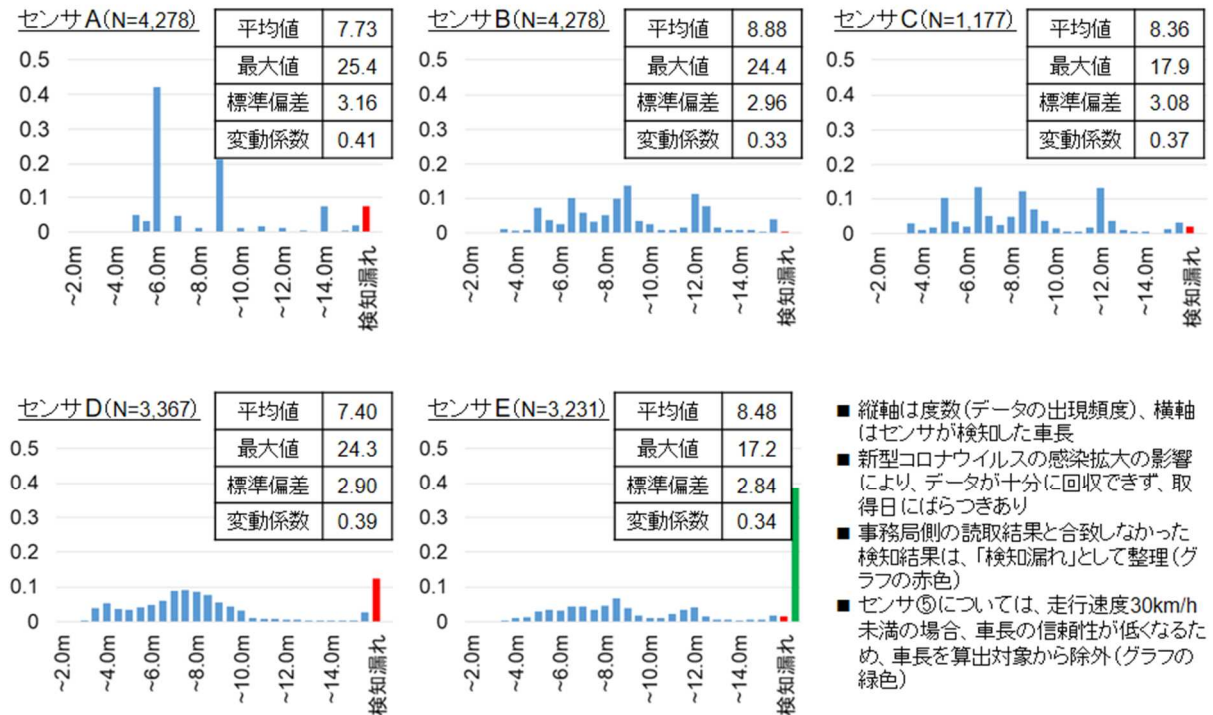 センサA(N=4,278)
平均値 7.73
最大値 25.4
標準偏差 3.16
変動係数 0.41
0.5
0.4
0.3
0.2
0.1
0
~2.0m
~4.0m
~6.0m
~8.0m
~10.0m
~12.0m
~14.0m
検知漏れ
センサB(N=4,278)
平均値 8.88
最大値 24.4
標準偏差 2.96
変動係数 0.33
0.5
0.4
0.3
0.2
0.1
0
~2.0m
~4.0m
~6.0m
~8.0m
~10.0m
~12.0m
~14.0m
検知漏れ
センサC(N=1,177)
平均値 8.36
最大値 17.9
標準偏差 3.08
変動係数 0.37
0.5
0.4
0.3
0.2
0.1
0
~2.0m
~4.0m
~6.0m
~8.0m
~10.0m
~12.0m
~14.0m
検知漏れ
センサD(N=3,367)
平均値 7.40
最大値 24.3
標準偏差 2.90
変動係数 0.39
0.5
0.4
0.3
0.2
0.1
0
~2.0m
~4.0m
~6.0m
~8.0m
~10.0m
~12.0m
~14.0m
検知漏れ
センサE(N=3,231)
平均値 8.48
最大値 17.2
標準偏差 2.84
変動係数 0.34
0.5
0.4
0.3
0.2
0.1
0
~2.0m
~4.0m
~6.0m
~8.0m
~10.0m
~12.0m
~14.0m
検知漏れ
■ 縦軸は度数(データの出現頻度)、横軸
はセンサが検知した車長
■ 新型コロナウイルスの感染拡大の影響
により、データが十分に回収できず、取
得日にばらつきあり
■ 事務局側の読取結果と合致しなかった
検知結果は、「検知漏れ」として整理(グ
ラフの赤色)
■ センサ⑤については、走行速度30km/h
未満の場合、車長の信頼性が低くなるた
め、車長を算出対象から除外(グラフの
緑色)